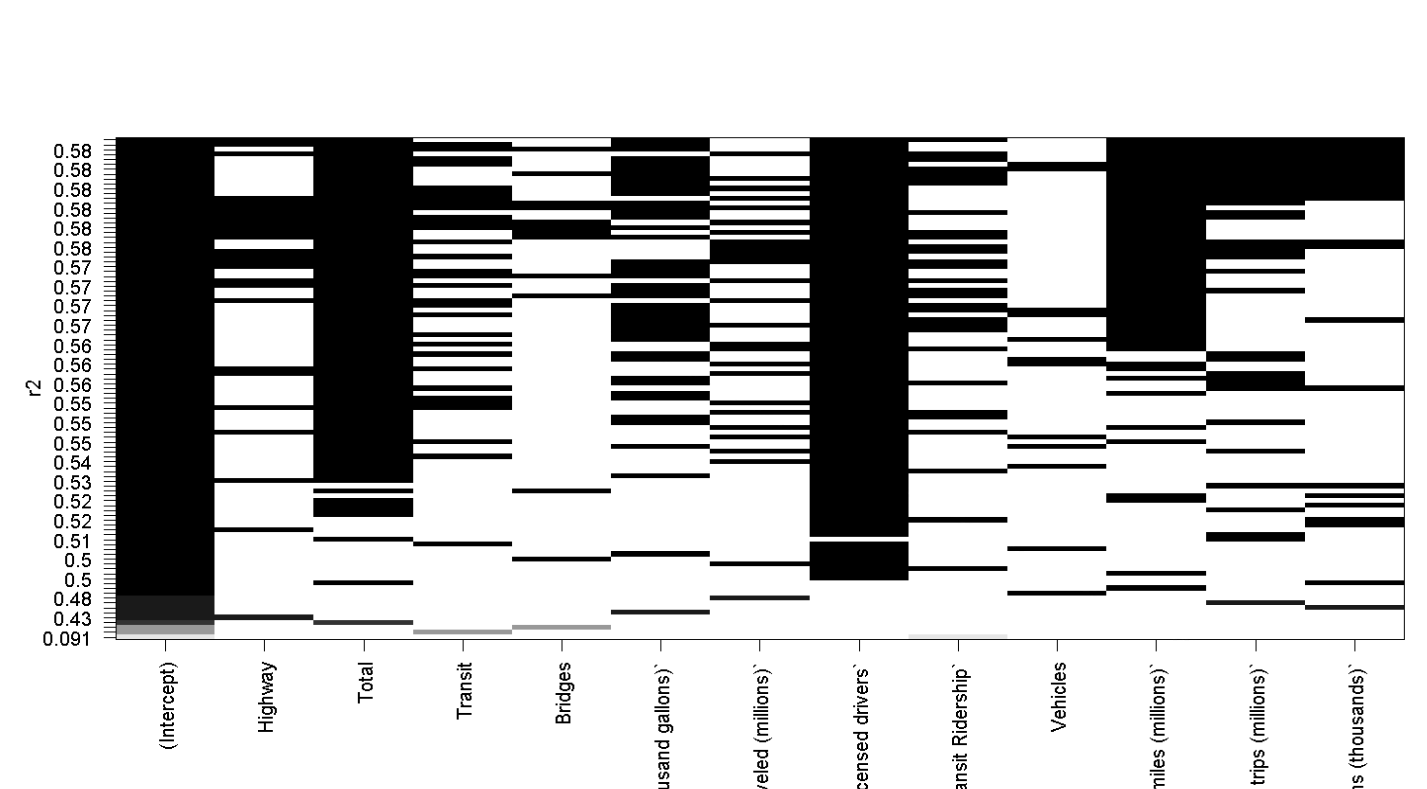 r2
0.58
0.58
0.58
0.58
0.58
0.58
0.57
0.57
0.57
0.57
0.56
0.56
0.56
0.55
0.55
0.55
0.54
0.53
0.52
0.52
0.51
0.5
0.5
0.48
0.43
0.091
(Intercept)
Highway
Total
Transit
Bridges
usand gallons)`
veled (millions)`
censed drivers`
ansit Ridership`
Vehicles
miles (millions)`
trips (millions)`
ns (thousands)`